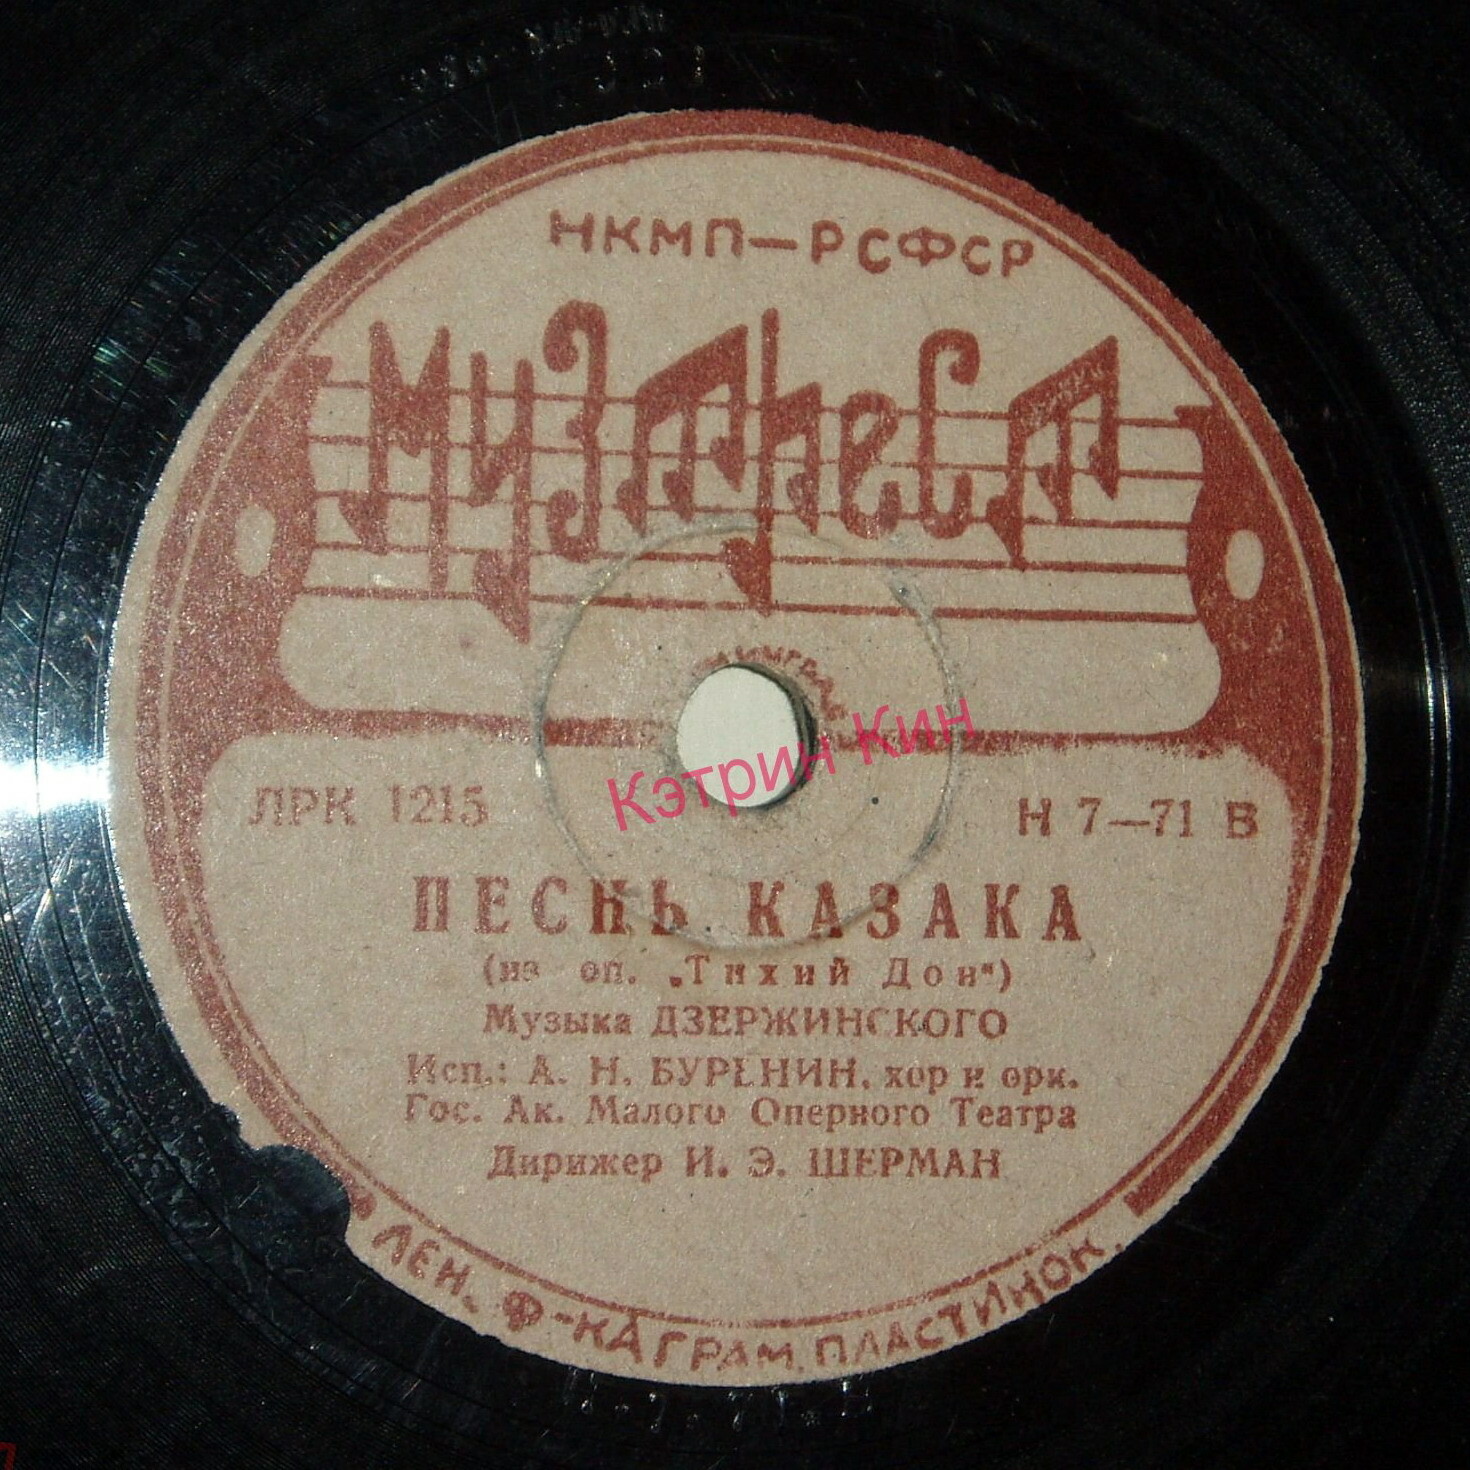 НКМП—РСФСР
Музтрест
ЛРК 1215
Кэтрин Кин
Н 7—71 В
ПЕСНЬ КАЗАКА
(из оп. „Тихий Дон“)
Музыка ДЗЕРЖИНСКОГО
Исп.: А. Н. БУРЕНИН, хор и орк.
Гос. Ак. Малого Оперного Театра
Дирижер И. Э. ШЕРМАН
ЛЕН. Ф-КА ГРАМ. ПЛАСТИНОК.